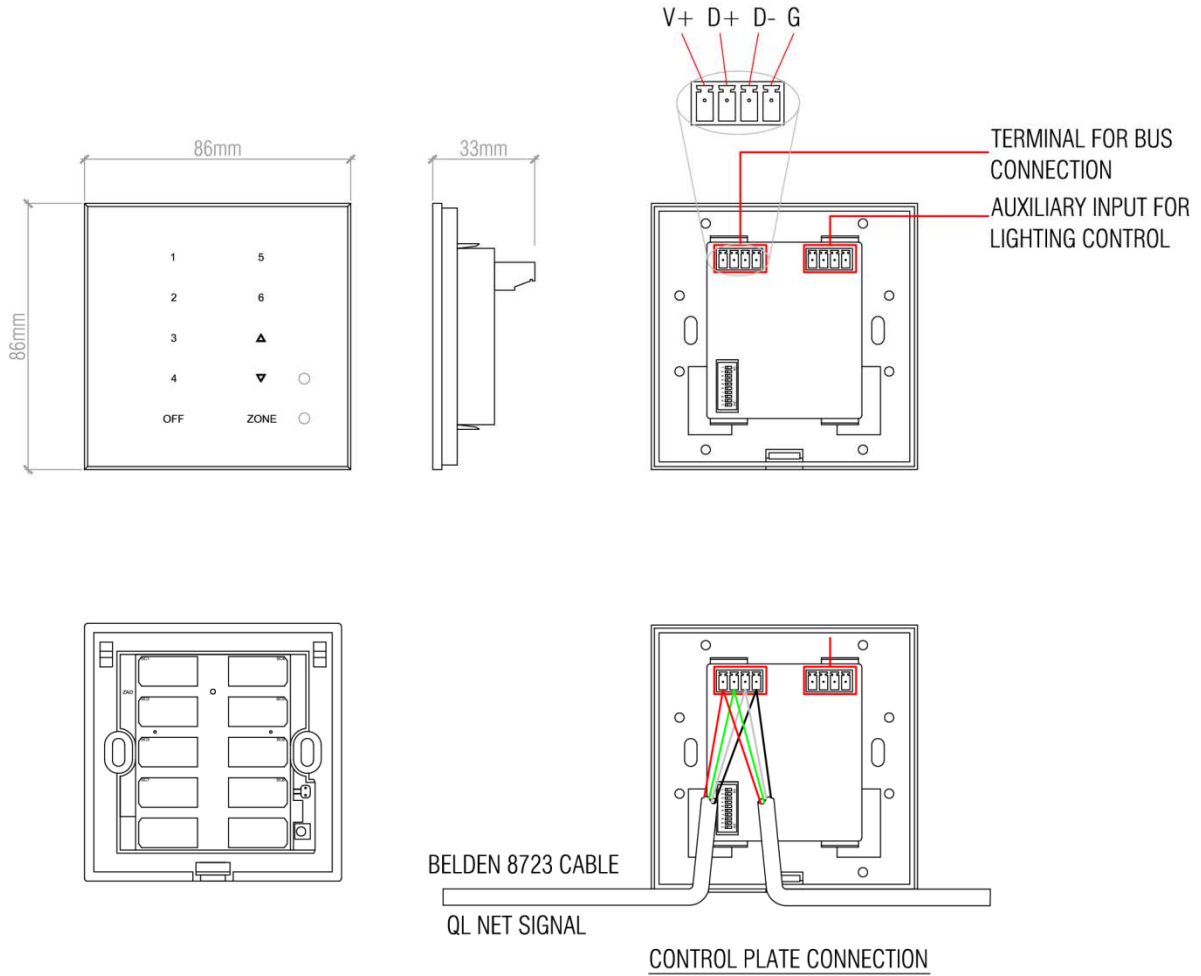 V+ D+ D- G
86mm
33mm
TERMINAL FOR BUS
CONNECTION
AUXILIARY INPUT FOR
LIGHTING CONTROL
86mm
1 5
2 6
3
4
OFF ZONE
ZAO
BELDEN 8723 CABLE
QL NET SIGNAL
CONTROL PLATE CONNECTION